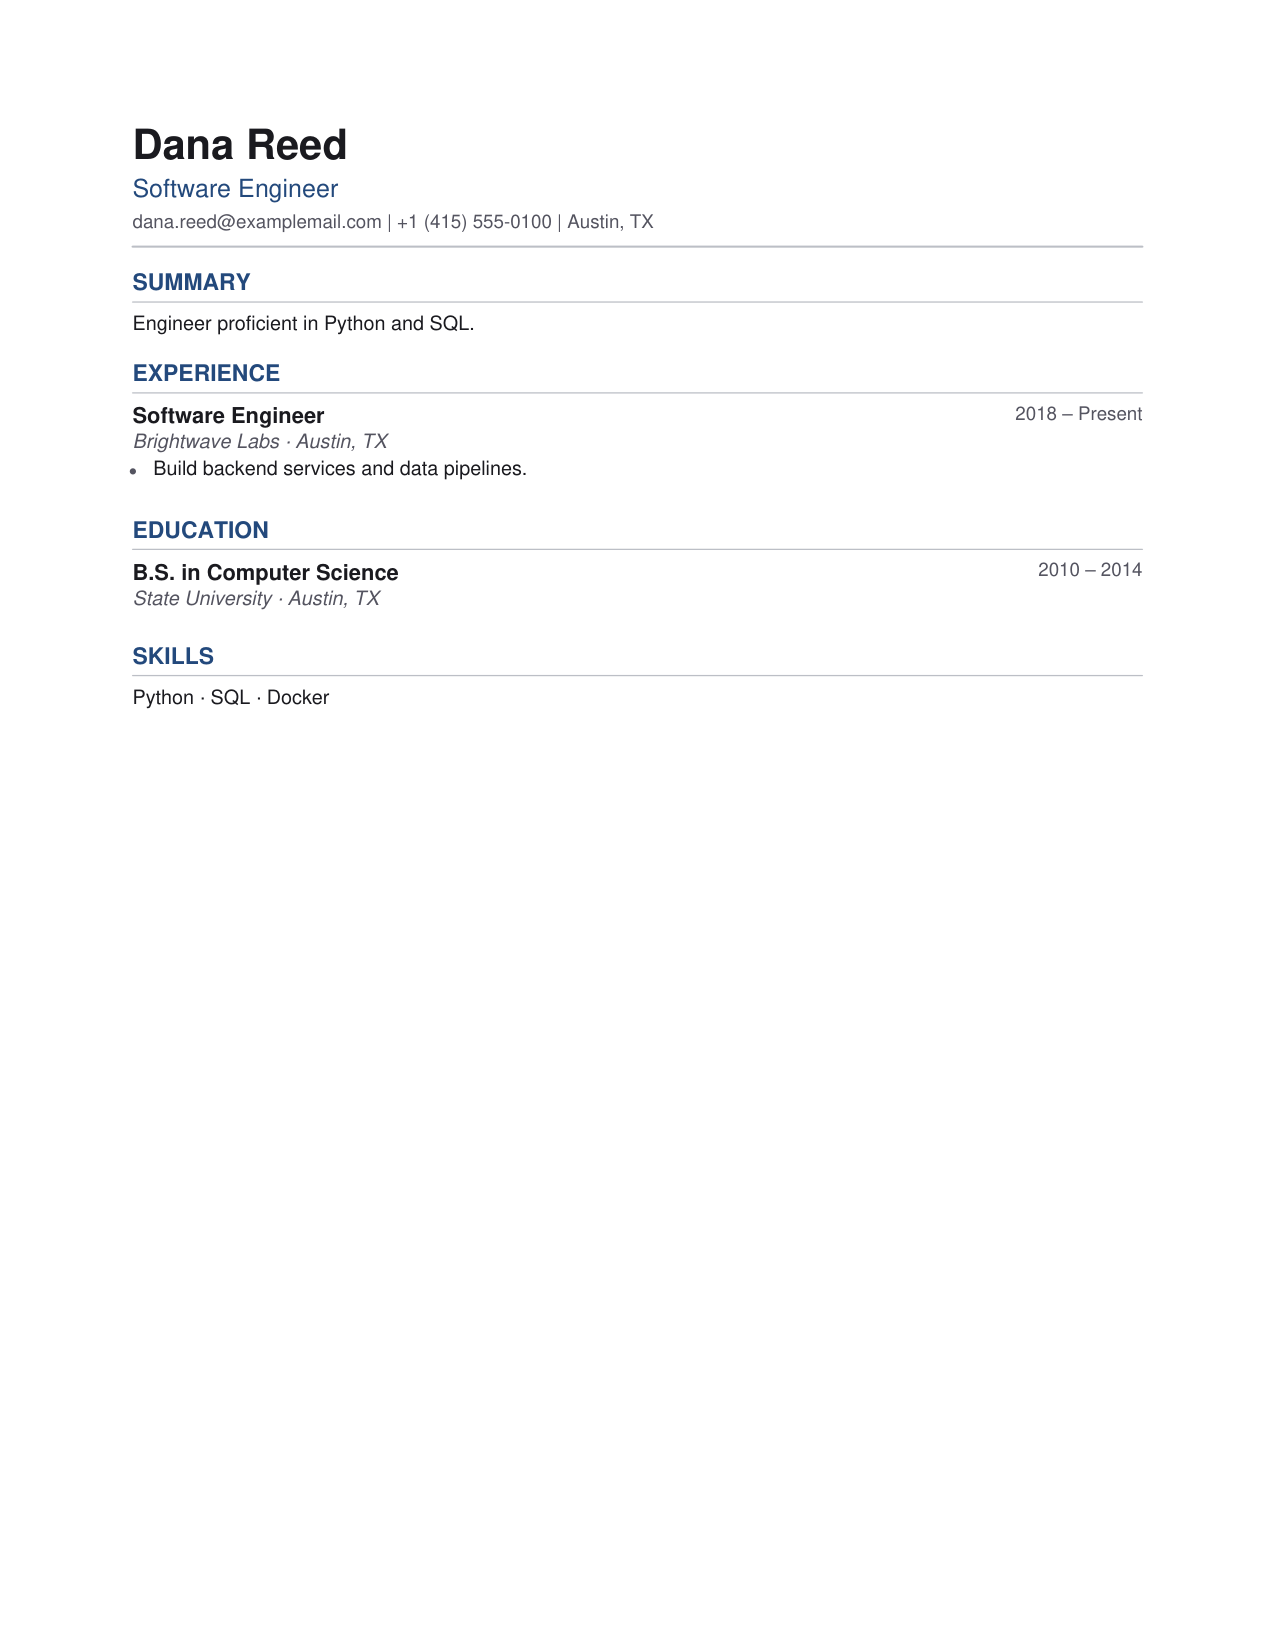 Dana Reed
Software Engineer
dana.reed@examplemail.com | +1 (415) 555-0100 | Austin, TX
SUMMARY
Engineer proficient in Python and SQL.
EXPERIENCE
Software Engineer 2018 – Present
Brightwave Labs · Austin, TX
• Build backend services and data pipelines.
EDUCATION
B.S. in Computer Science 2010 – 2014
State University · Austin, TX
SKILLS
Python · SQL · Docker